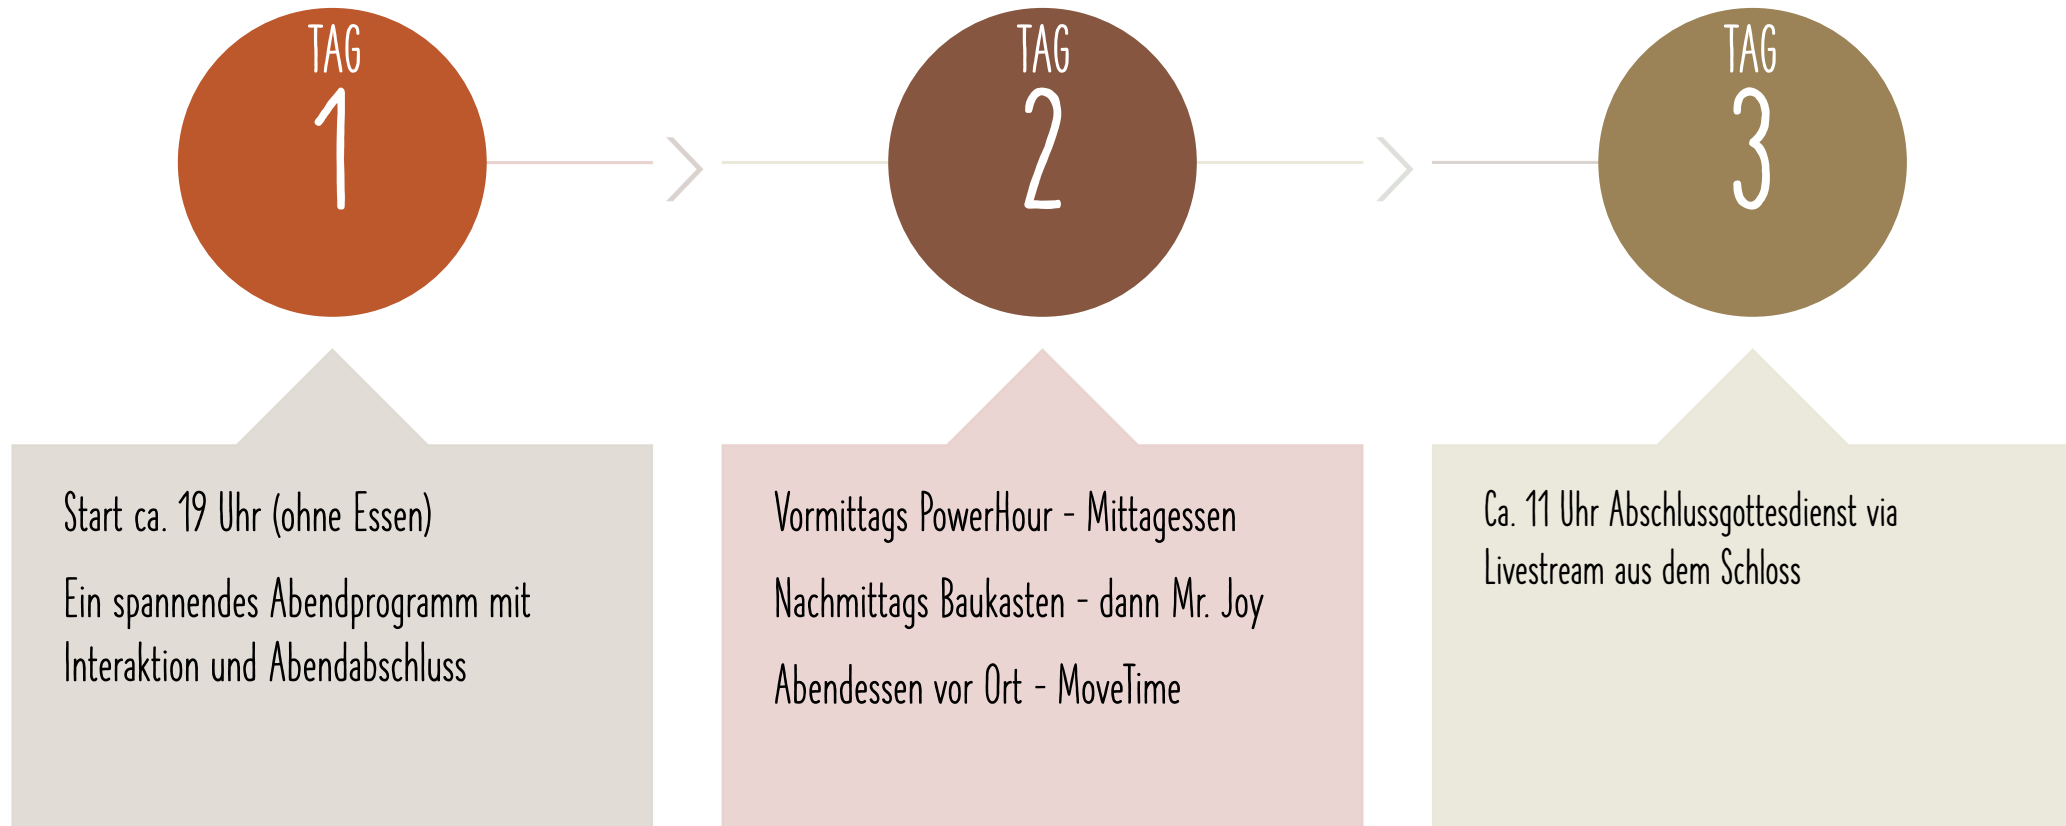 TAG
1
TAG
2
TAG
3
Start ca. 19 Uhr (ohne Essen)
Ein spannendes Abendprogramm mit
Interaktion und Abendabschluss
Vormittags PowerHour - Mittagessen
Nachmittags Baukasten - dann Mr. Joy
Abendessen vor Ort - MoveTime
Ca. 11 Uhr Abschlussgottesdienst via
Livestream aus dem Schloss